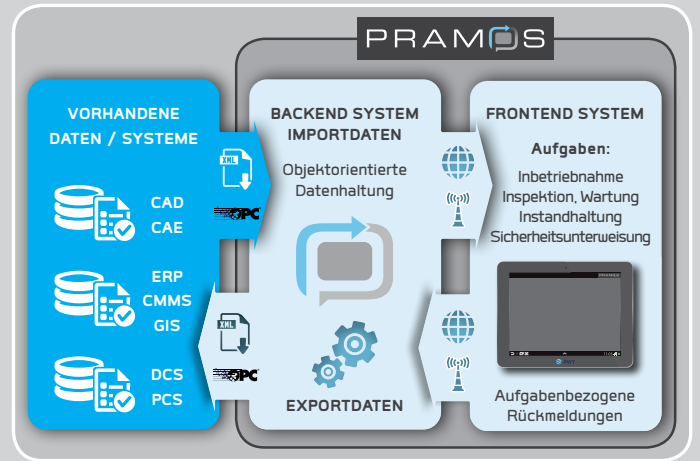 PRAMOS
VORHANDENE
DATEN / SYSTEME
CAD
CAE
ERP
CMMS
GIS
DCS
PCS
XML
OPC
XML
OPC
BACKEND SYSTEM
IMPORTDATEN
Objektorientierte
Datenhaltung
EXPORTDATEN
FRONTEND SYSTEM
Aufgaben:
Inbetriebnahme
Inspektion, Wartung
Instandhaltung
Sicherheitsunterweisung
PRAMOS
Aufgabenbezogene
Rückmeldungen